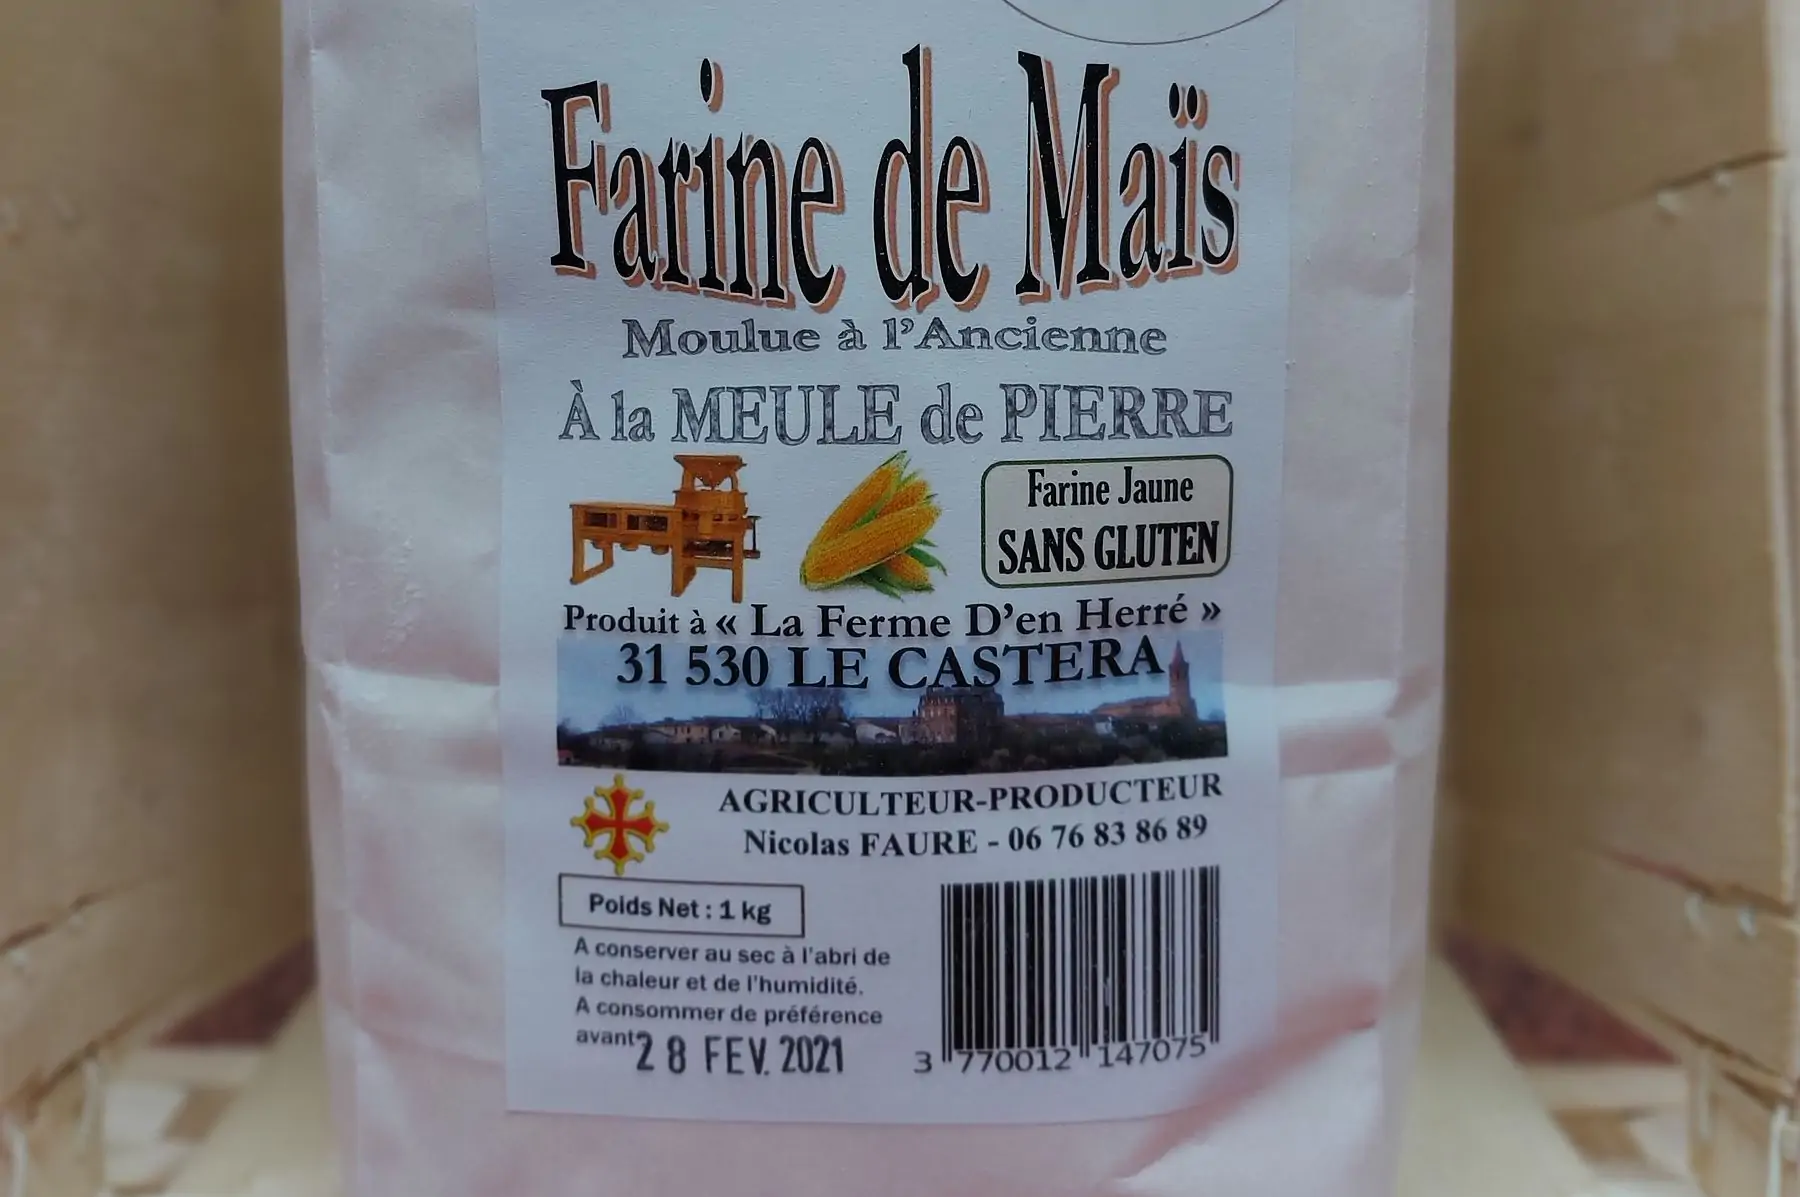 Farine de Maïs
Moulue à l'Ancienne
À la MEULE de PIERRE
Farine Jaune
SANS GLUTEN
Produit à « La Ferme D'en Herré »
31 530 LE CASTERA
AGRICULTEUR-PRODUCTEUR
Nicolas FAURE - 06 76 83 86 89
Poids Net : 1 kg
A conserver au sec à l'abri de
la chaleur et de l'humidité.
A consommer de préférence
avant 28 FEV. 2021
3 770012 147075